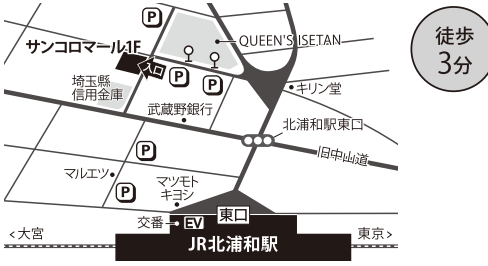 P
サンコロマール1F
入口
QUEEN'S ISETAN
徒歩
3分
P
P
埼玉縣
信用金庫
武蔵野銀行
キリン堂
北浦和駅東口
旧中山道
P
マルエツ
P
マツモト
キヨシ
交番
EV
東口
<大宮
東京>
JR北浦和駅